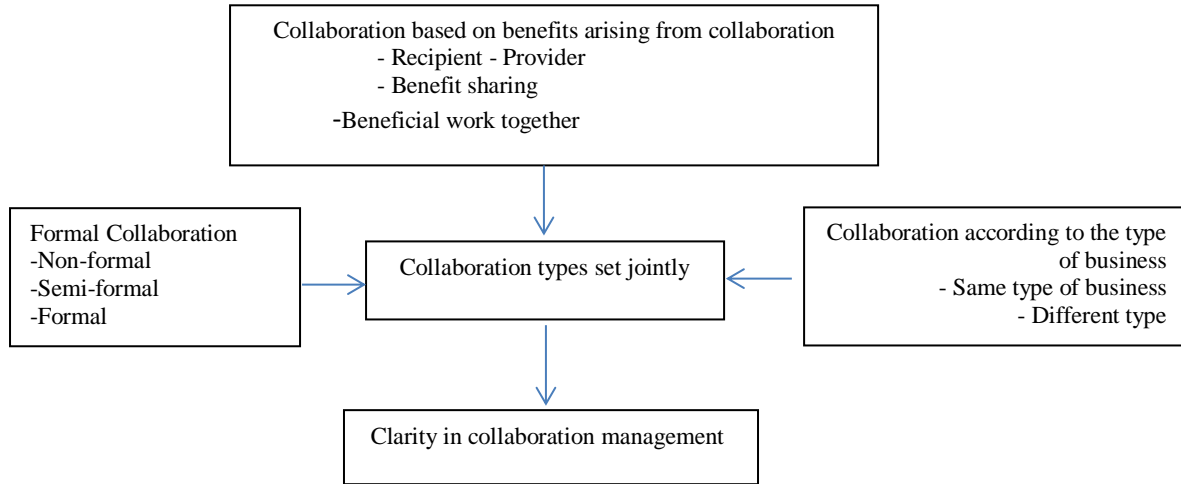 Collaboration based on benefits arising from collaboration
- Recipient - Provider
- Benefit sharing
-Beneficial work together
Formal Collaboration
-Non-formal
-Semi-formal
-Formal
Collaboration types set jointly
Collaboration according to the type
of business
- Same type of business
- Different type
Clarity in collaboration management